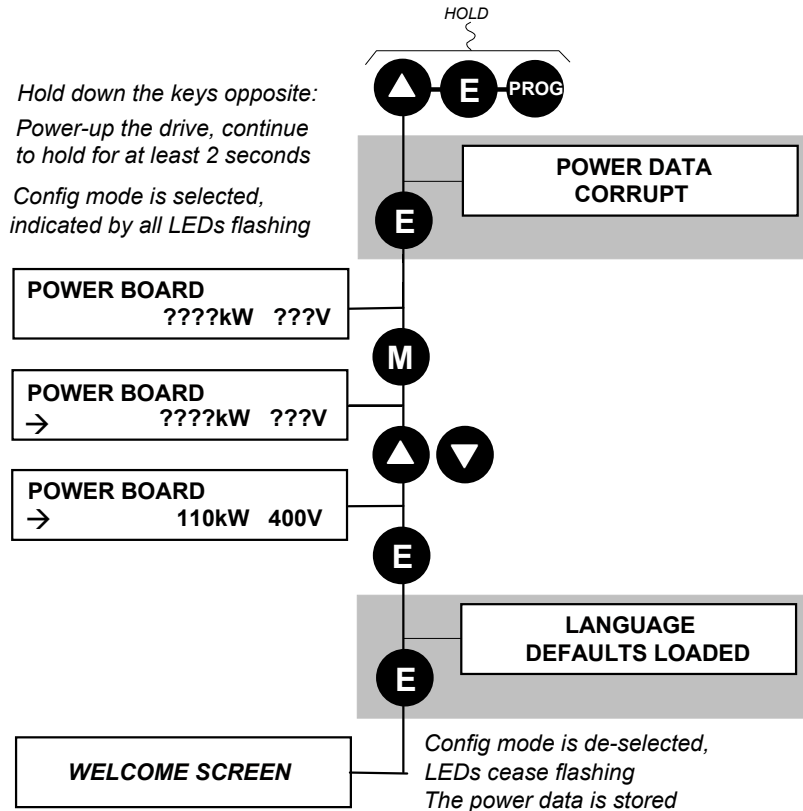 HOLD
Hold down the keys opposite:
Power-up the drive, continue
to hold for at least 2 seconds
Config mode is selected,
indicated by all LEDs flashing
E PROG
POWER DATA
CORRUPT
E
POWER BOARD
????kW ???V
M
POWER BOARD
→ ????kW ???V
POWER BOARD
→ 110kW 400V
E
LANGUAGE
DEFAULTS LOADED
E
WELCOME SCREEN
Config mode is de-selected,
LEDs cease flashing
The power data is stored